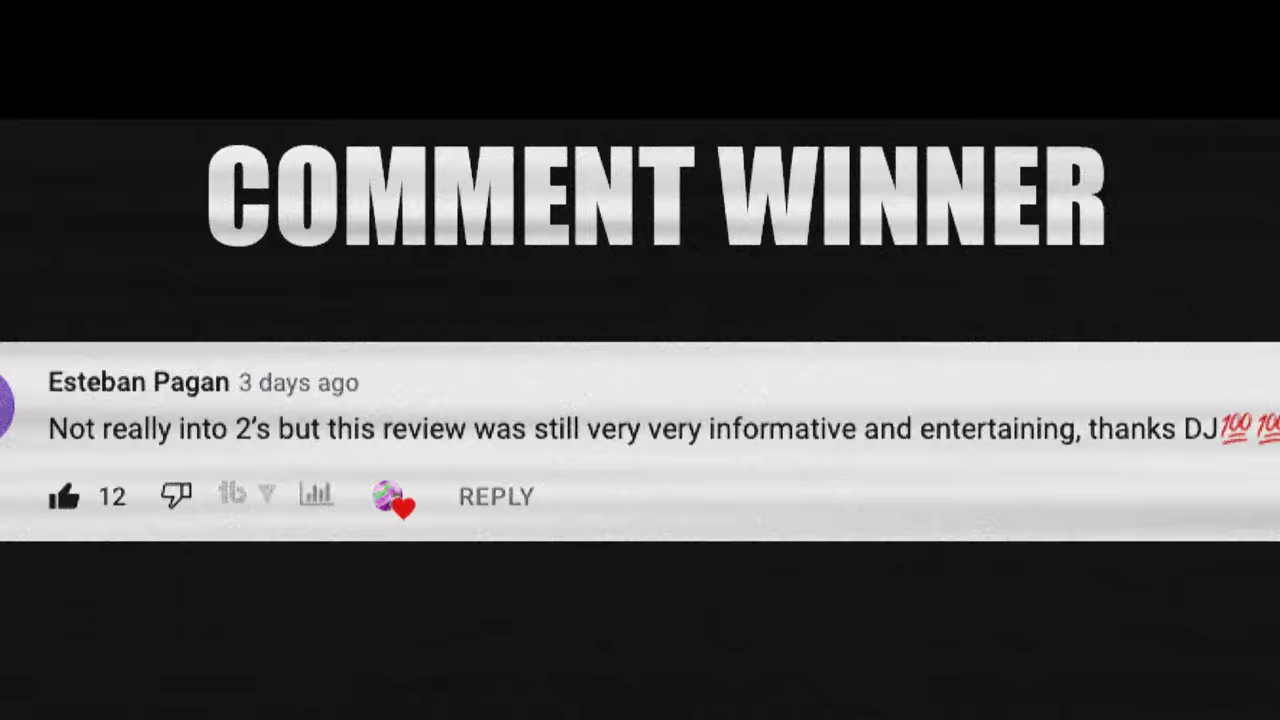 COMMENT WINNER
Esteban Pagan 3 days ago
Not really into 2's but this review was still very very informative and entertaining, thanks DJ💯💯
12 REPLY